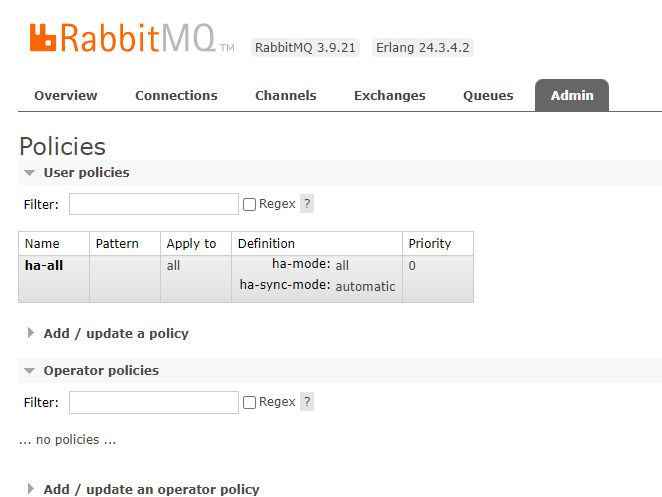 RabbitMQ TM RabbitMQ 3.9.21 Erlang 24.3.4.2
Overview Connections Channels Exchanges Queues Admin
Policies
User policies
Filter: Regex ?
Name Pattern Apply to Definition Priority
ha-all all ha-mode: all 0
ha-sync-mode: automatic
Add / update a policy
Operator policies
Filter: Regex ?
... no policies ...
Add / update an operator policy